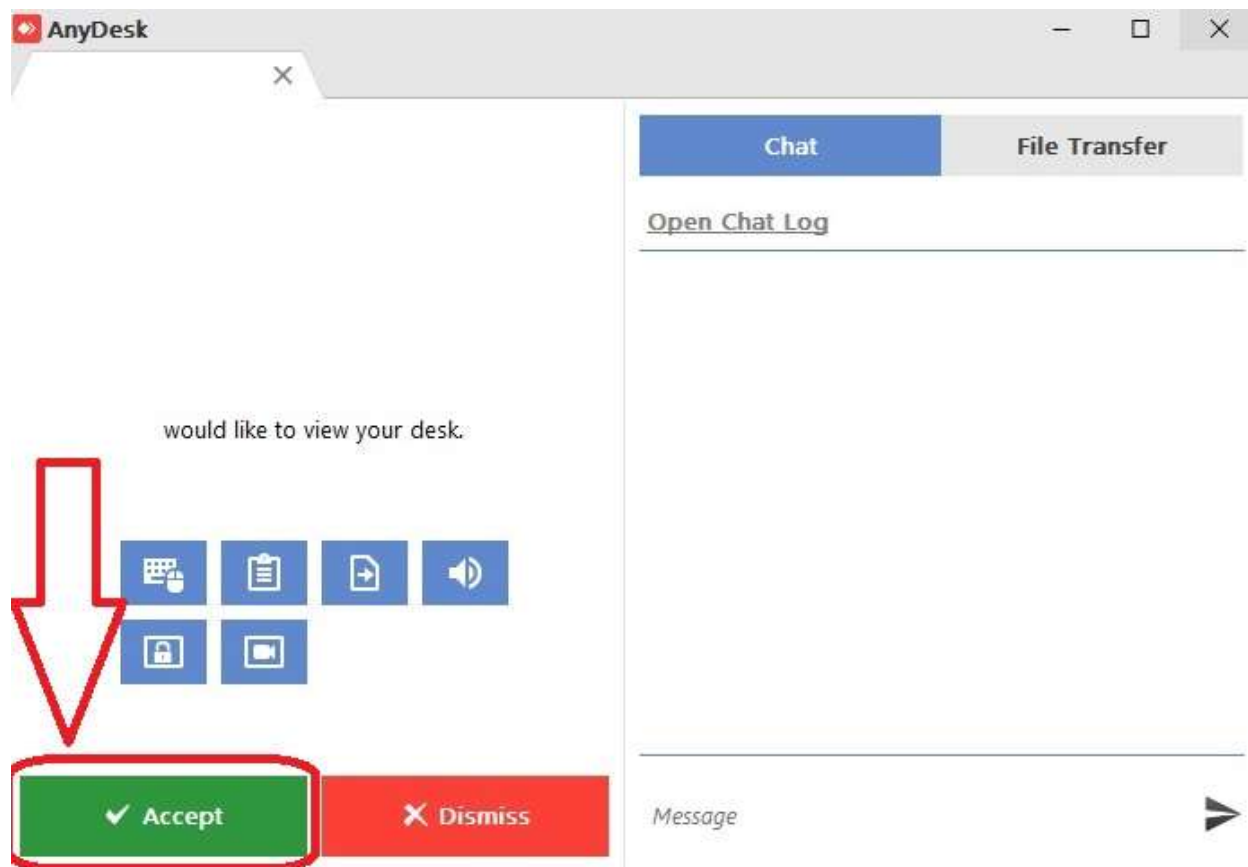 AnyDesk
Chat
File Transfer
Open Chat Log
would like to view your desk.
Accept
Dismiss
Message